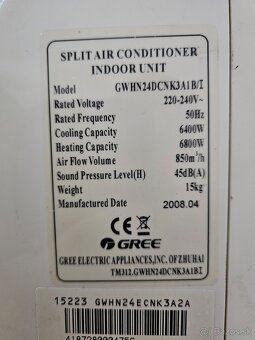 SPLIT AIR CONDITIONER
INDOOR UNIT
Model GWHN24DCNK3A1B/I
Rated Voltage 220-240V~
Rated Frequency 50Hz
Cooling Capacity 6400W
Heating Capacity 6800W
Air Flow Volume 850m³/h
Sound Pressure Level(H) 45dB(A)
Weight 15kg
Manufactured Date 2008.04
CE
GREE
GREE ELECTRIC APPLIANCES, INC. OF ZHUHAI
TM312.GWHN24DCNK3A1BI
15223 GWHN24ECNK3A2A